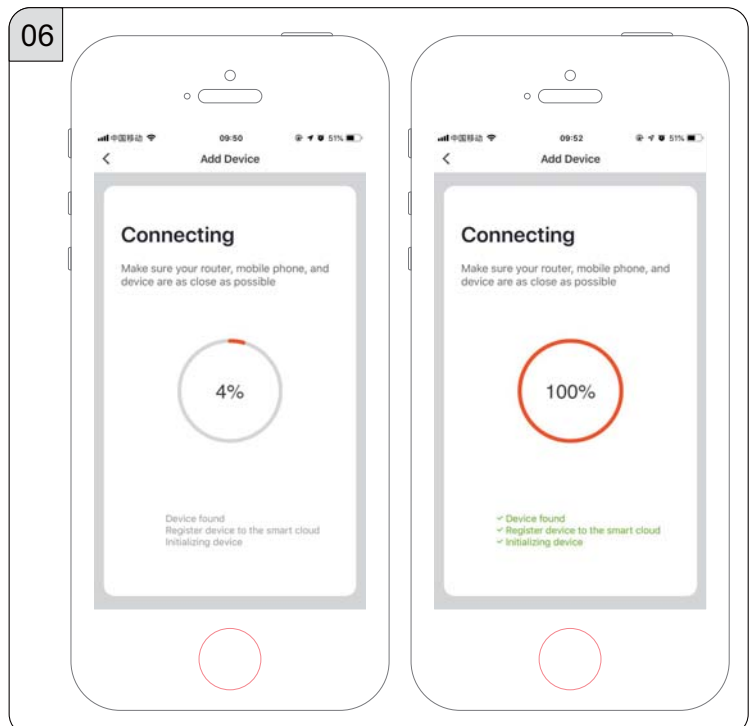 06
中国移动 09:50 51%
Add Device
Connecting
Make sure your router, mobile phone, and
device are as close as possible
4%
Device found
Register device to the smart cloud
Initializing device
中国移动 09:52 51%
Add Device
Connecting
Make sure your router, mobile phone, and
device are as close as possible
100%
Device found
Register device to the smart cloud
Initializing device